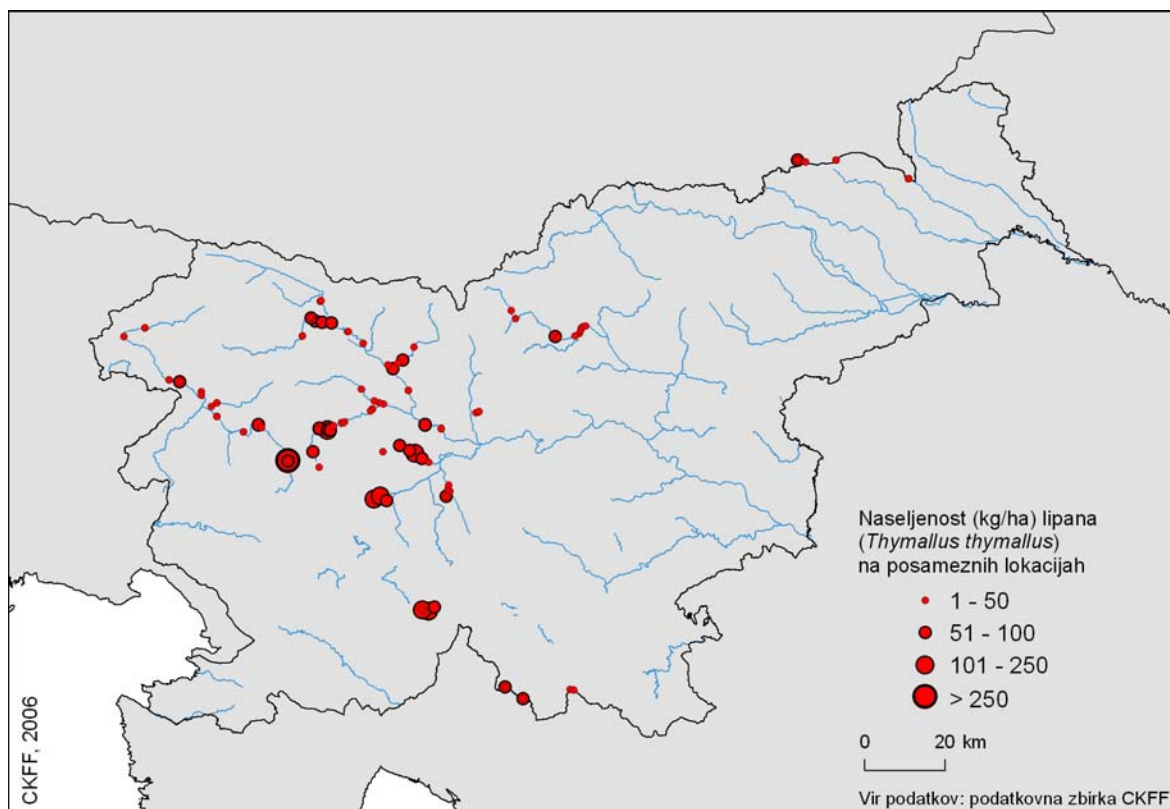 Naseljenost (kg/ha) lipana
(Thymallus thymallus)
na posameznih lokacijah
1 - 50
51 - 100
101 - 250
> 250
0 20 km
Vir podatkov: podatkovna zbirka CKFF
CKFF, 2006